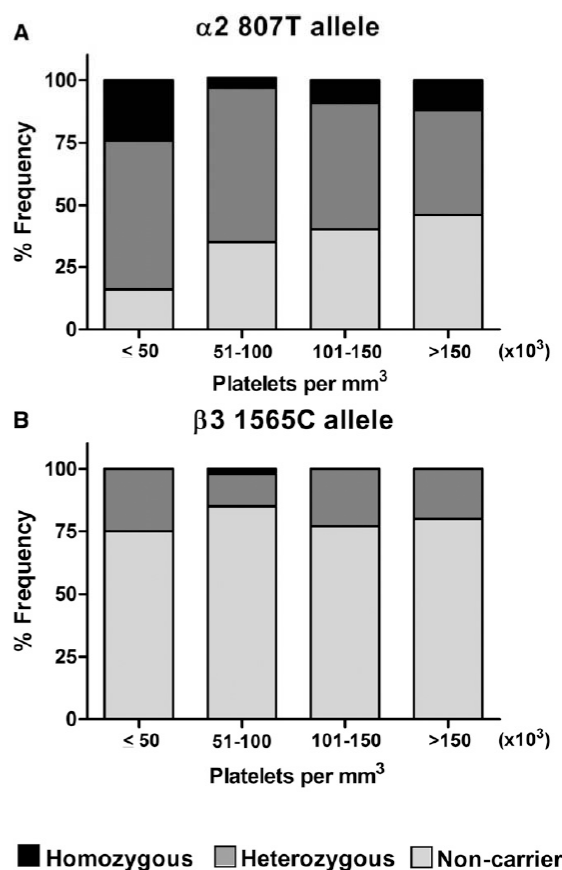 A
α2 807T allele
% Frequency
100
75
50
25
0
≤ 50 51-100 101-150 >150 (x10³)
Platelets per mm³
B
β3 1565C allele
% Frequency
100
75
50
25
0
≤ 50 51-100 101-150 >150 (x10³)
Platelets per mm³
Homozygous Heterozygous Non-carrier